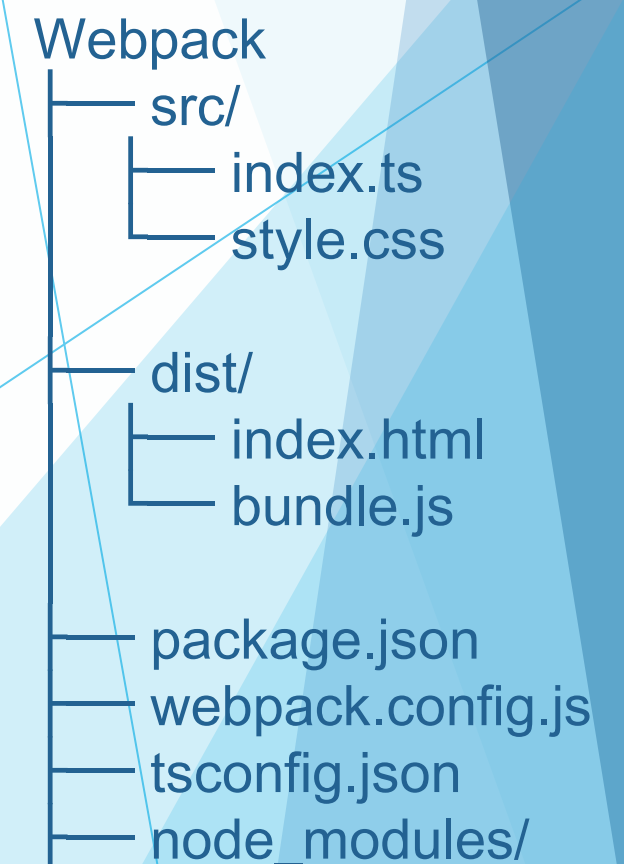 Webpack
src/
index.ts
style.css
dist/
index.html
bundle.js
package.json
webpack.config.js
tsconfig.json
node_modules/